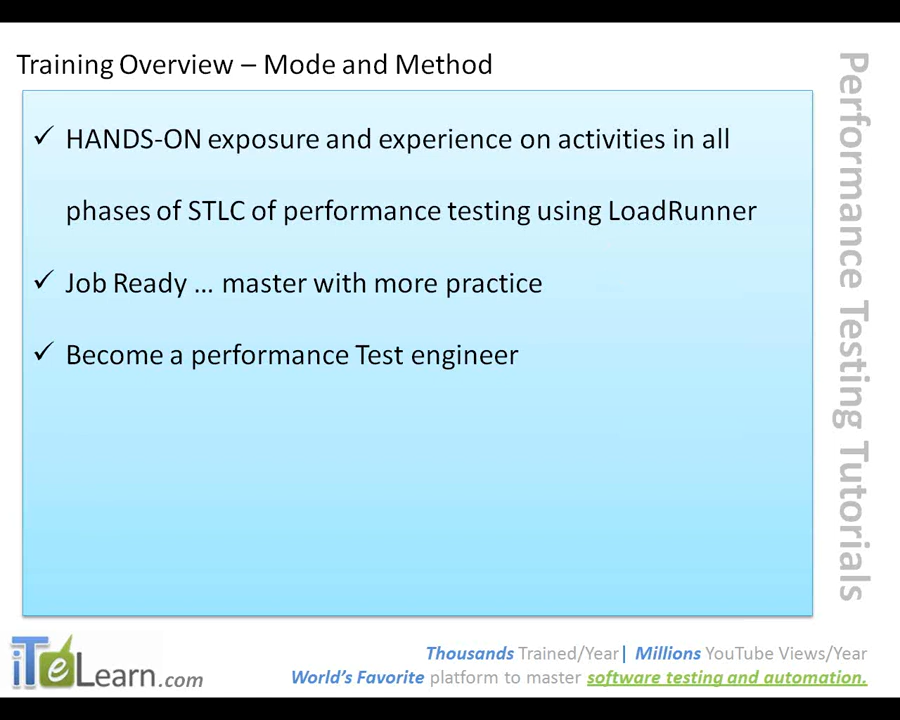 Training Overview – Mode and Method
✓ HANDS-ON exposure and experience on activities in all
phases of STLC of performance testing using LoadRunner
✓ Job Ready ... master with more practice
✓ Become a performance Test engineer
Performance Testing Tutorials
iTeLearn.com
Thousands Trained/Year| Millions YouTube Views/Year
World's Favorite platform to master software testing and automation.